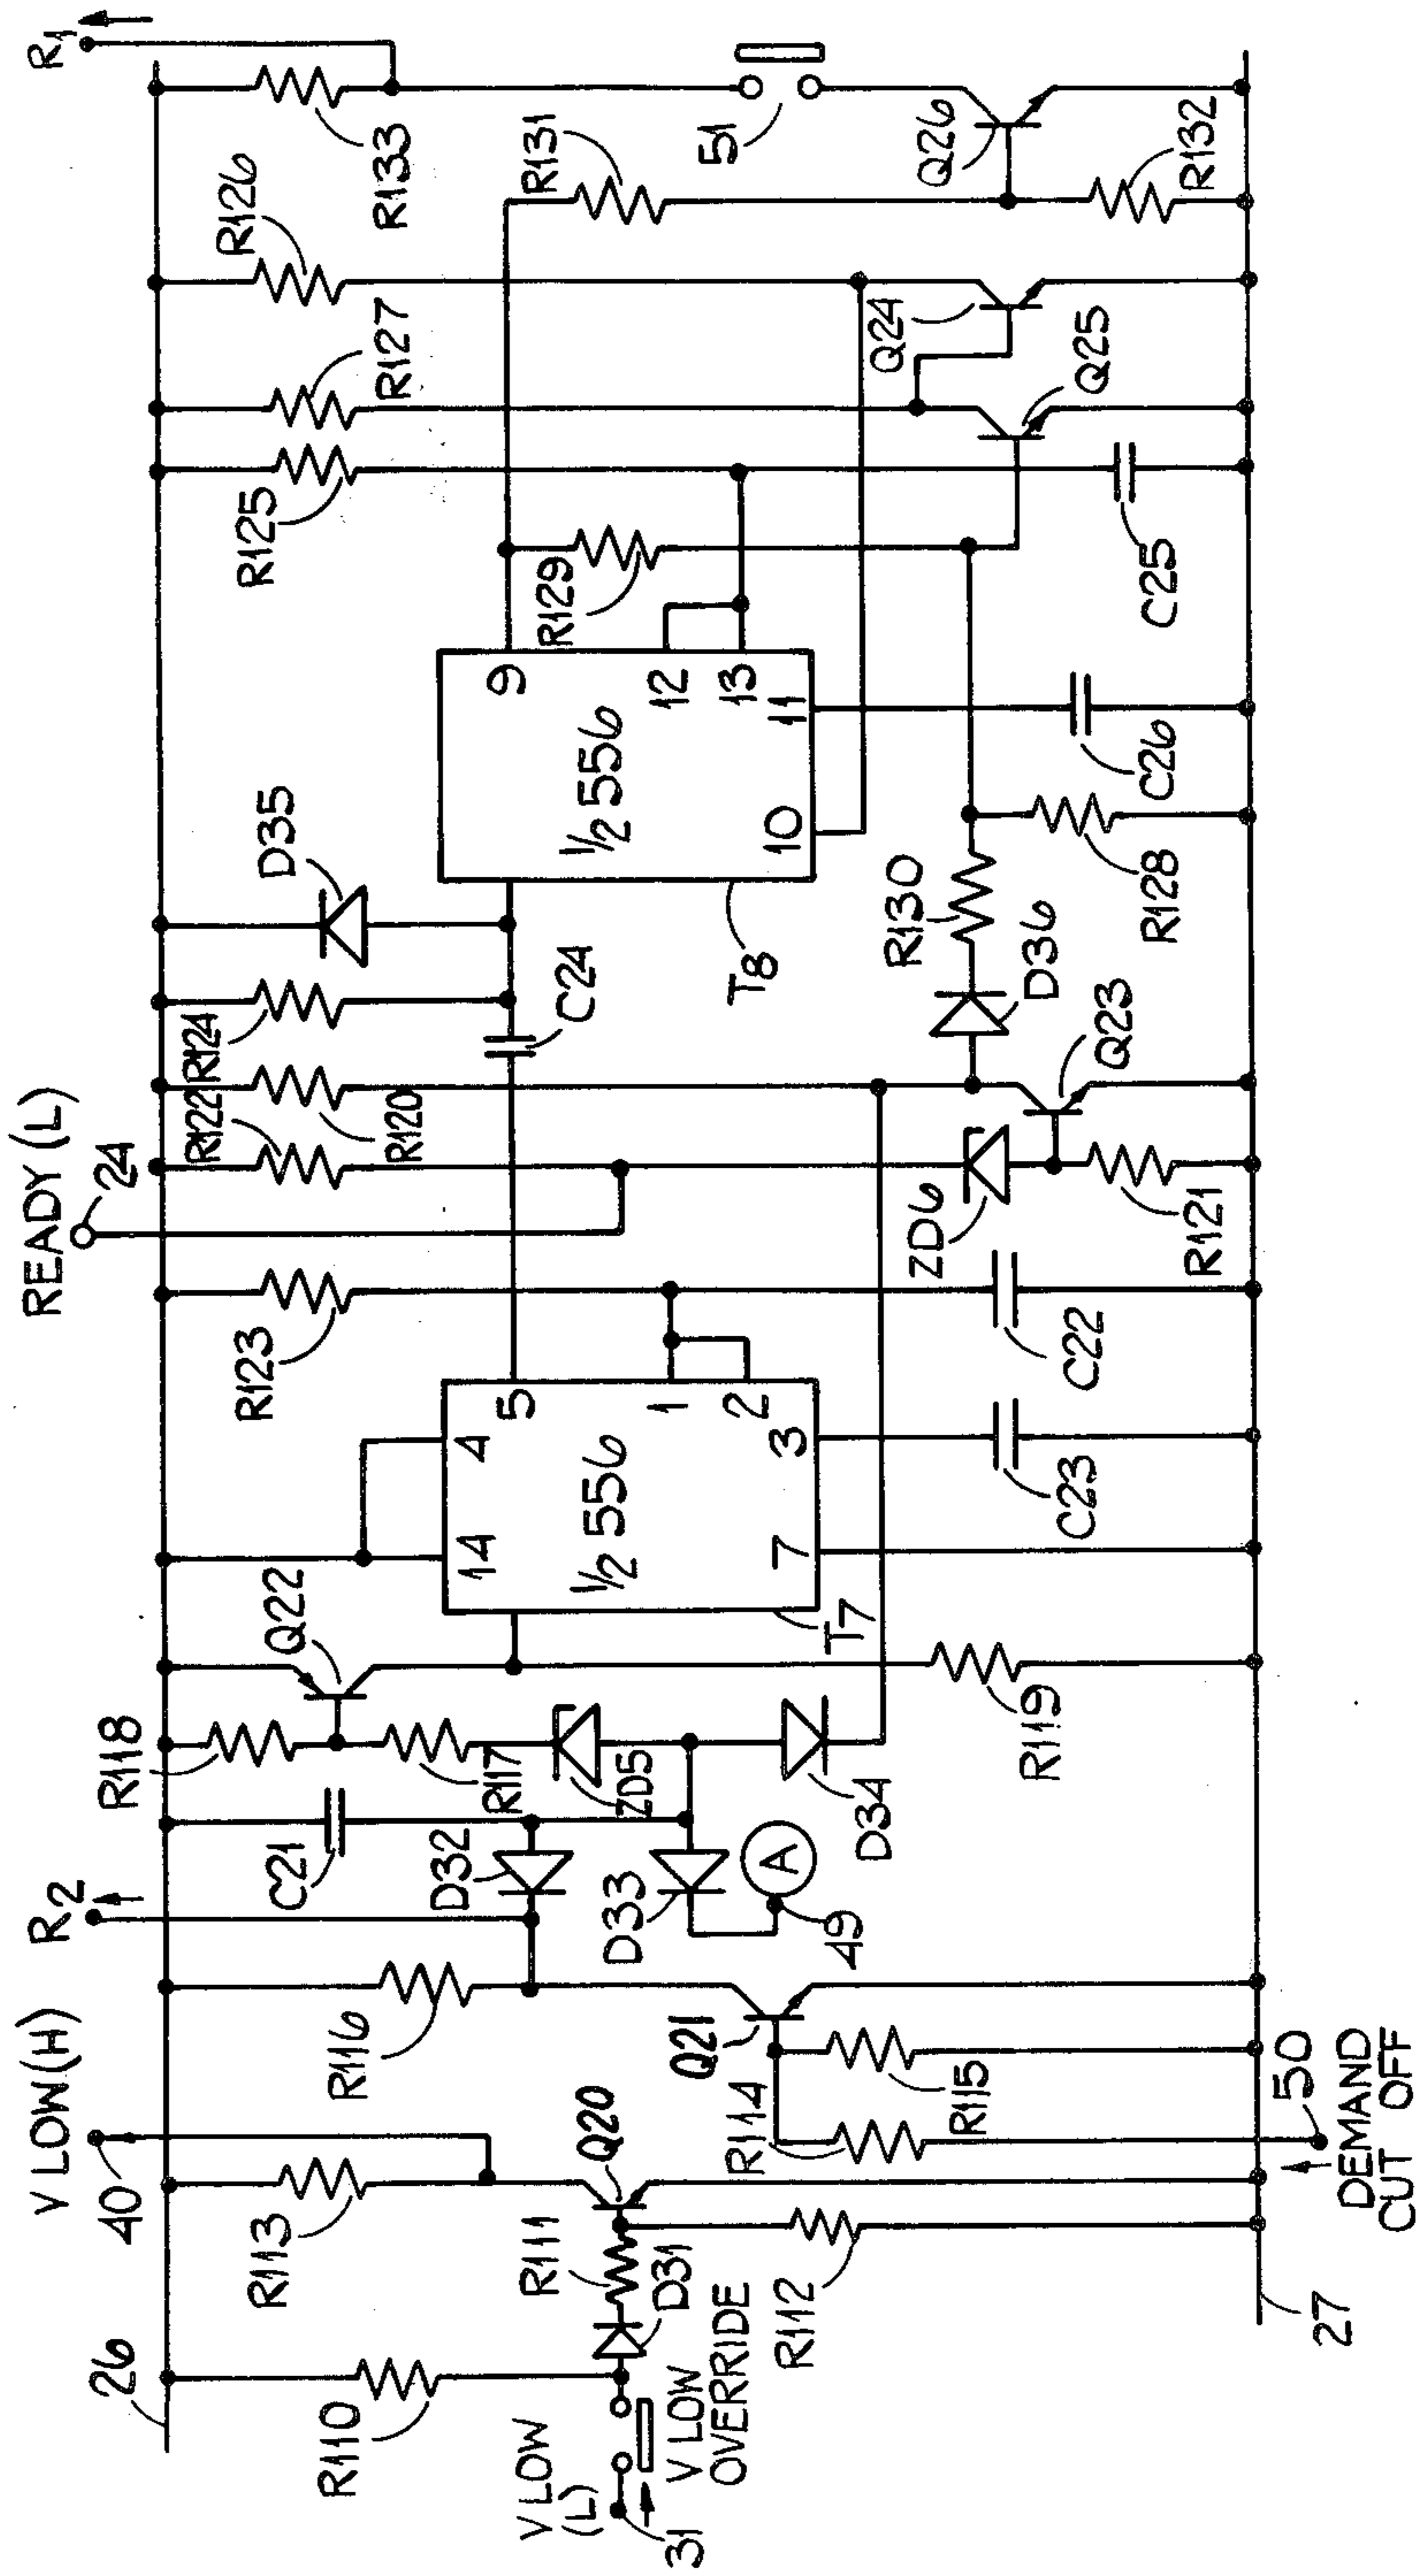 V LOW(H)
40
R2
READY (L)
24
R1
26
R110
R113
R116
C21
R118
Q22
R123
R122
R120
R124
D35
R125
R127
R126
R133
V LOW
(L)
31
V LOW
OVERRIDE
D31
R111
Q20
R112
Q21
R114
R115
D32
D33
A
49
R117
ZD5
D34
R119
14
4
5
1/2 556
1
2
7
3
T7
C23
C22
ZD6
R121
C24
Q23
D36
R130
R128
T8
9
1/2 556
12
13
10
11
C26
R129
C25
Q25
Q24
R131
51
Q26
R132
50
DEMAND
CUT OFF
27